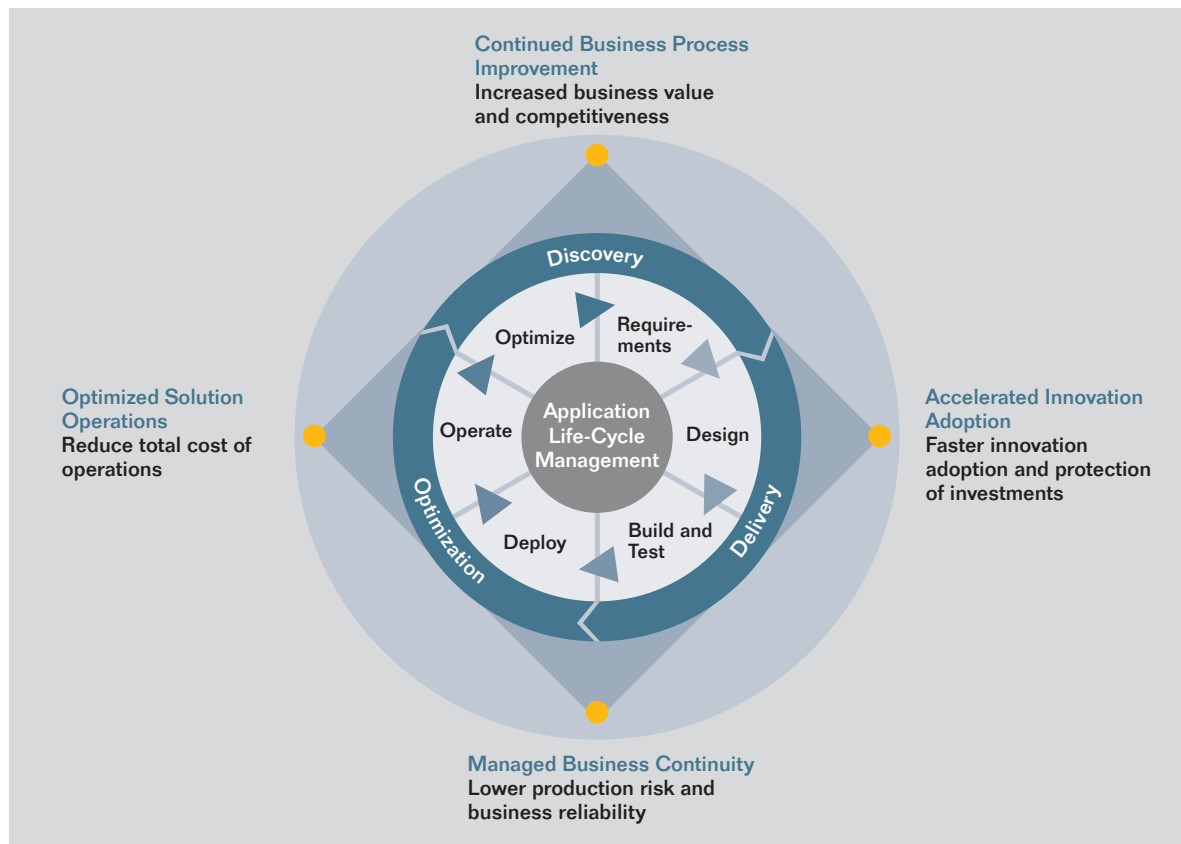 Continued Business Process
Improvement
Increased business value
and competitiveness
Discovery
Optimize
Require-
ments
Optimized Solution
Operations
Reduce total cost of
operations
Operate
Application
Life-Cycle
Management
Design
Accelerated Innovation
Adoption
Faster innovation
adoption and protection
of investments
Optimization
Deploy
Build and
Test
Delivery
Managed Business Continuity
Lower production risk and
business reliability